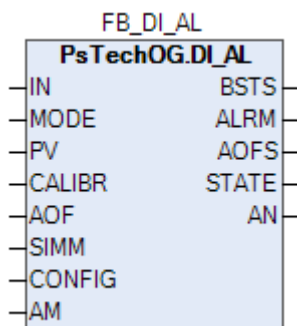 FB_DI_AL
PsTechOG.DI_AL
IN BSTS
MODE ALRM
PV AOFS
CALIBR STATE
AOF AN
SIMM
CONFIG
AM